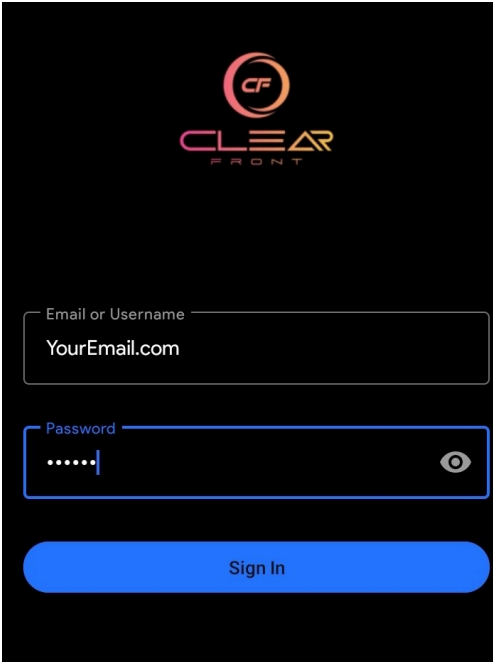 CF
CLEAR
FRONT
Email or Username
YourEmail.com
Password
••••••
Sign In